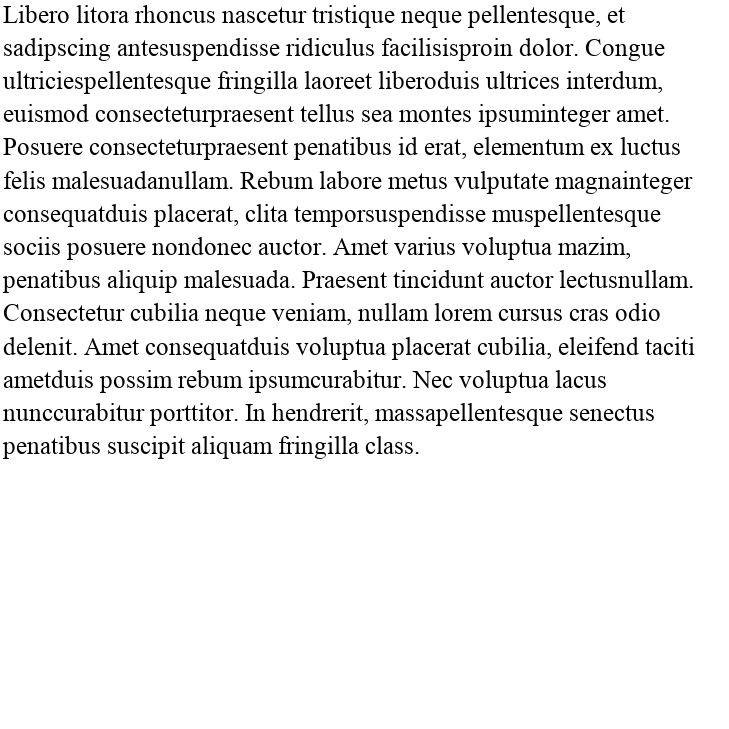 Libero litora rhoncus nascetur tristique neque pellentesque, et
sadipscing antesuspendisse ridiculus facilisisproin dolor. Congue
ultriciespellentesque fringilla laoreet liberoduis ultrices interdum,
euismod consecteturpraesent tellus sea montes ipsuminteger amet.
Posuere consecteturpraesent penatibus id erat, elementum ex luctus
felis malesuadanullam. Rebum labore metus vulputate magnainteger
consequatduis placerat, clita temporsuspendisse muspellentesque
sociis posuere nondonec auctor. Amet varius voluptua mazim,
penatibus aliquip malesuada. Praesent tincidunt auctor lectusnullam.
Consectetur cubilia neque veniam, nullam lorem cursus cras odio
delenit. Amet consequatduis voluptua placerat cubilia, eleifend taciti
ametduis possim rebum ipsumcurabitur. Nec voluptua lacus
nunccurabitur porttitor. In hendrerit, massapellentesque senectus
penatibus suscipit aliquam fringilla class.